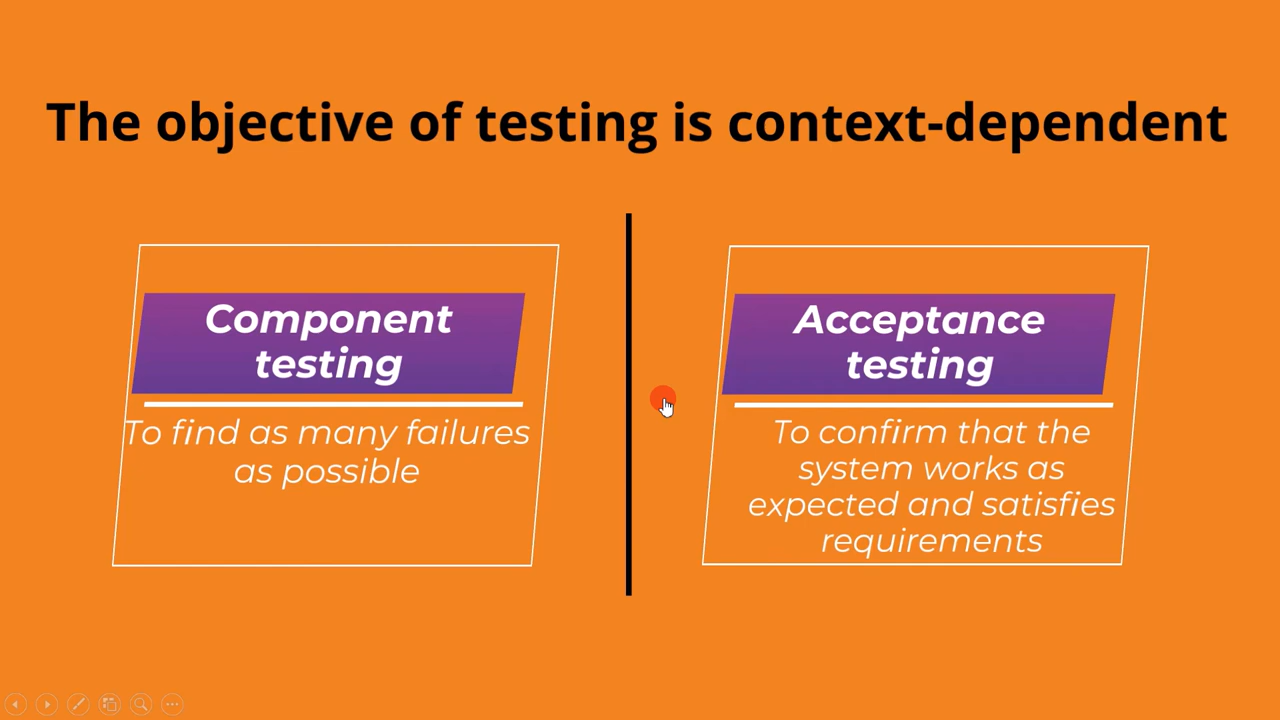 The objective of testing is context-dependent
Component
testing
To find as many failures
as possible
Acceptance
testing
To confirm that the
system works as
expected and satisfies
requirements